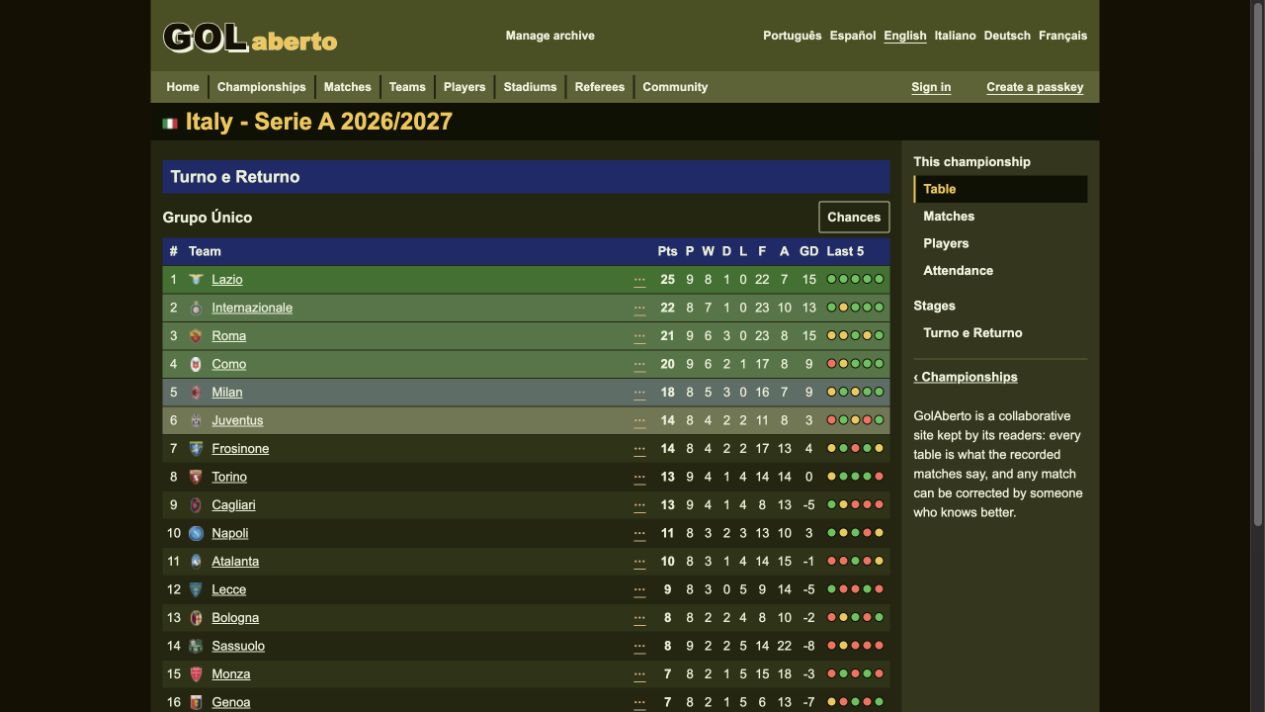 GOL aberto
Manage archive
Português Español English Italiano Deutsch Français
Home Championships Matches Teams Players Stadiums Referees Community
Sign in Create a passkey
Italy - Serie A 2026/2027
Turno e Returno
Grupo Único
Chances
# Team Pts P W D L F A GD Last 5
1 Lazio ... 25 9 8 1 0 22 7 15
2 Internazionale ... 22 8 7 1 0 23 10 13
3 Roma ... 21 9 6 3 0 23 8 15
4 Como ... 20 9 6 2 1 17 8 9
5 Milan ... 18 8 5 3 0 16 7 9
6 Juventus ... 14 8 4 2 2 11 8 3
7 Frosinone ... 14 8 4 2 2 17 13 4
8 Torino ... 13 9 4 1 4 14 14 0
9 Cagliari ... 13 9 4 1 4 8 13 -5
10 Napoli ... 11 8 3 2 3 13 10 3
11 Atalanta ... 10 8 3 1 4 14 15 -1
12 Lecce ... 9 8 3 0 5 9 14 -5
13 Bologna ... 8 8 2 2 4 8 10 -2
14 Sassuolo ... 8 9 2 2 5 14 22 -8
15 Monza ... 7 8 2 1 5 15 18 -3
16 Genoa ... 7 8 2 1 5 6 13 -7
This championship
Table
Matches
Players
Attendance
Stages
Turno e Returno
‹ Championships
GolAberto is a collaborative
site kept by its readers: every
table is what the recorded
matches say, and any match
can be corrected by someone
who knows better.